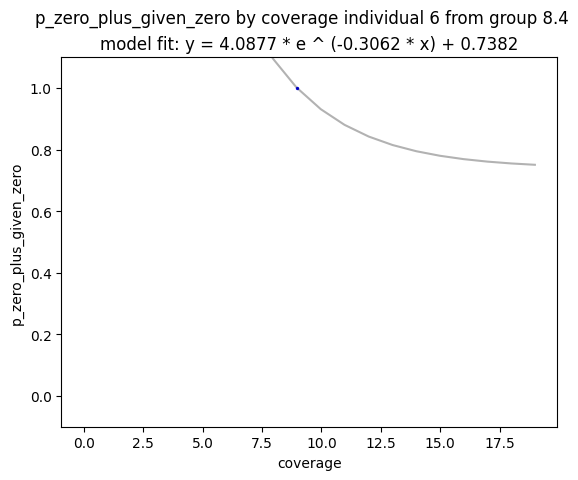 p_zero_plus_given_zero by coverage individual 6 from group 8.4
model fit: y = 4.0877 * e ^ (-0.3062 * x) + 0.7382
p_zero_plus_given_zero
1.0
0.8
0.6
0.4
0.2
0.0
0.0 2.5 5.0 7.5 10.0 12.5 15.0 17.5
coverage